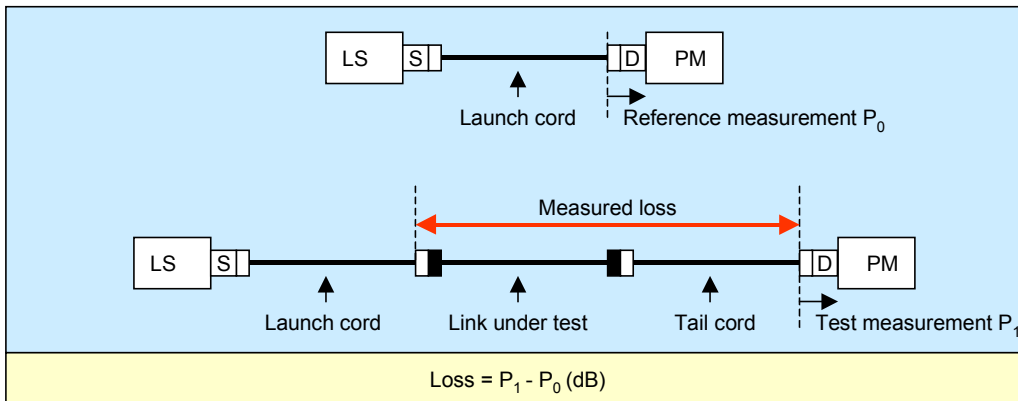 LS S D PM
Launch cord Reference measurement P₀
Measured loss
LS S D PM
Launch cord Link under test Tail cord Test measurement P₁
Loss = P₁ - P₀ (dB)